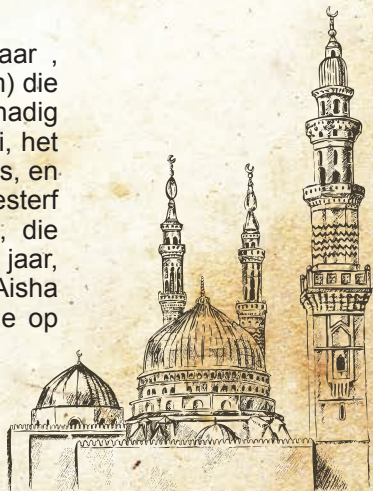 aar ,
) die
nadig
i, het
s, en
esterf
, die
jaar,
Aisha
e op